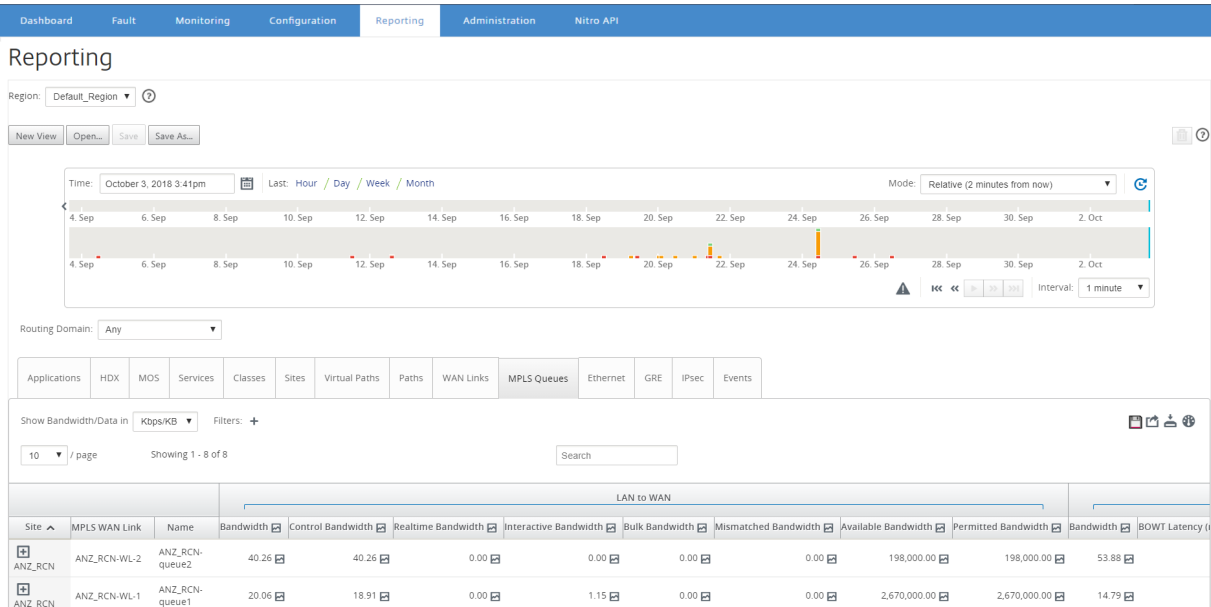 Dashboard Fault Monitoring Configuration Reporting Administration Nitro API
Reporting
Region: Default_Region
New View Open... Save Save As...
Time: October 3, 2018 3:41pm Last: Hour / Day / Week / Month Mode: Relative (2 minutes from now)
4. Sep 6. Sep 8. Sep 10. Sep 12. Sep 14. Sep 16. Sep 18. Sep 20. Sep 22. Sep 24. Sep 26. Sep 28. Sep 30. Sep 2. Oct
4. Sep 6. Sep 8. Sep 10. Sep 12. Sep 14. Sep 16. Sep 18. Sep 20. Sep 22. Sep 24. Sep 26. Sep 28. Sep 30. Sep 2. Oct
Interval: 1 minute
Routing Domain: Any
Applications HDX MOS Services Classes Sites Virtual Paths Paths WAN Links MPLS Queues Ethernet GRE IPsec Events
Show Bandwidth/Data in Kbps/KB Filters: +
10 / page Showing 1 - 8 of 8 Search
LAN to WAN
Site MPLS WAN Link Name Bandwidth Control Bandwidth Realtime Bandwidth Interactive Bandwidth Bulk Bandwidth Mismatched Bandwidth Available Bandwidth Permitted Bandwidth Bandwidth BOWT Latency (
ANZ_RCN ANZ_RCN-WL-2 ANZ_RCN-queue2 40.26 40.26 0.00 0.00 0.00 0.00 198,000.00 198,000.00 53.88
ANZ_RCN ANZ_RCN-WL-1 ANZ_RCN-queue1 20.06 18.91 0.00 1.15 0.00 0.00 2,670,000.00 2,670,000.00 14.79